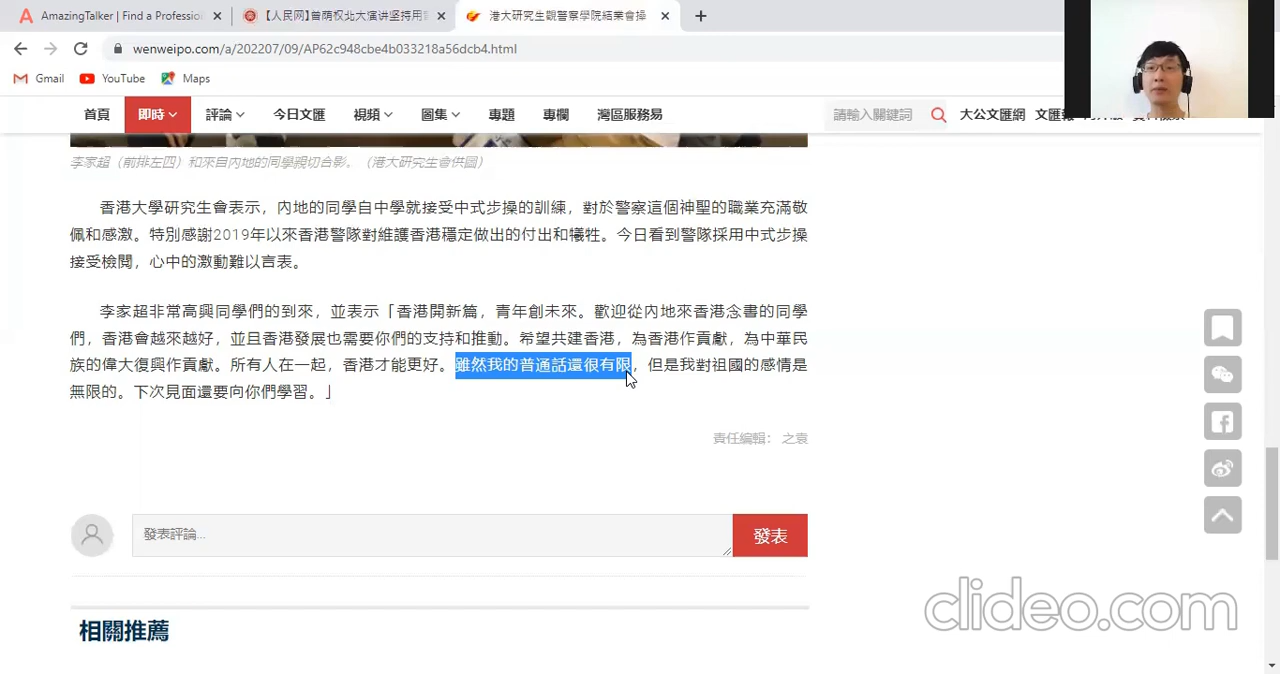 AmazingTalker | Find a Professio
【人民网】曾荫权北大演讲坚持用
港大研究生觀警察學院結業會操
wenweipo.com/a/202207/09/AP62c948cbe4b033218a56dcb4.html
Gmail YouTube Maps
首頁 即時 評論 今日文匯 視頻 圖集 專題 專欄 灣區服務易 請輸入關鍵詞 大公文匯網
李家超（前排左四）和來自內地的同學親切合影。（港大研究生會供圖）
香港大學研究生會表示，內地的同學自中學就接受中式步操的訓練，對於警察這個神聖的職業充滿敬
佩和感激。特別感謝2019年以來香港警隊對維護香港穩定做出的付出和犧牲。今日看到警隊採用中式步操
接受檢閱，心中的激動難以言表。
李家超非常高興同學們的到來，並表示「香港開新篇，青年創未來。歡迎從內地來香港念書的同學
們，香港會越來越好，並且香港發展也需要你們的支持和推動。希望共建香港，為香港作貢獻，為中華民
族的偉大復興作貢獻。所有人在一起，香港才能更好。雖然我的普通話還很有限，但是我對祖國的感情是
無限的。下次見面還要向你們學習。」
責任編輯： 之袁
發表評論...
發表
相關推薦
clideo.com